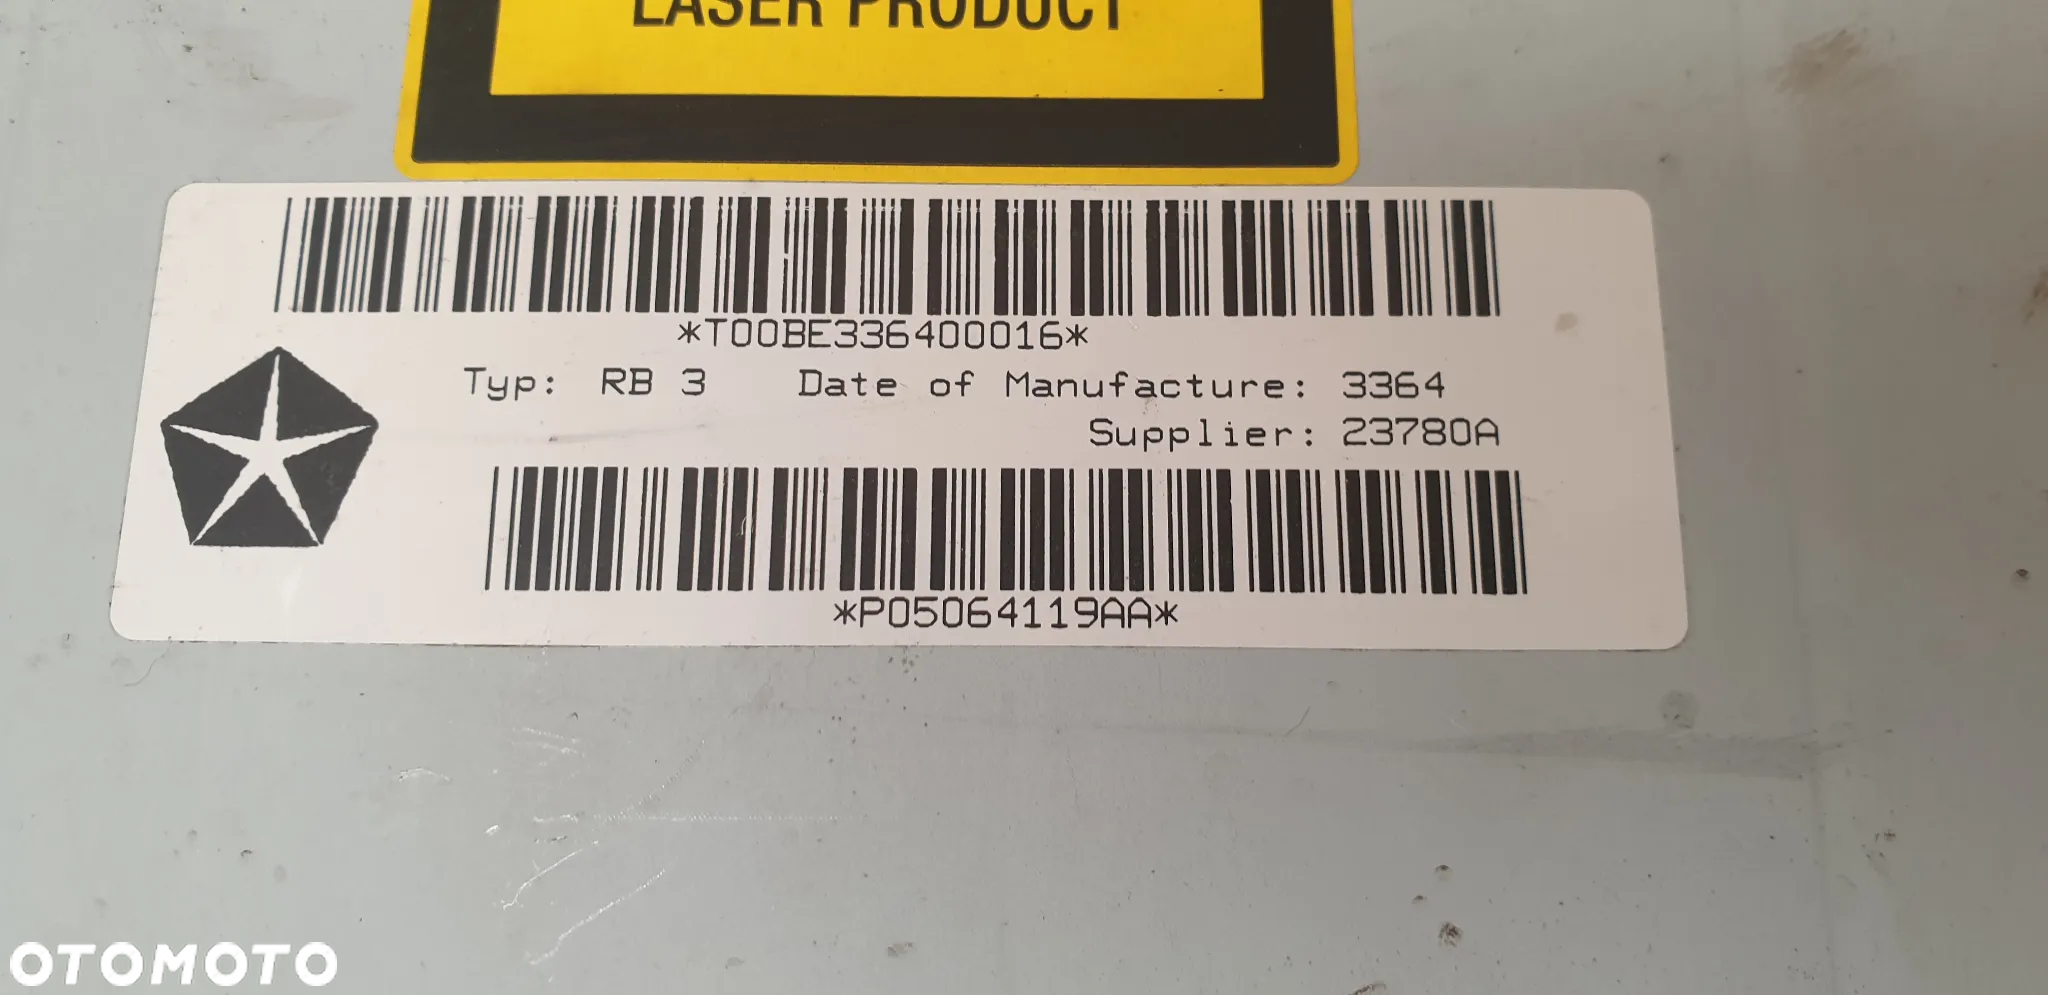 LASER PRODUCT
*T00BE336400016*
Typ: RB 3 Date of Manufacture: 3364
Supplier: 23780A
*P05064119AA*
OTOMOTO